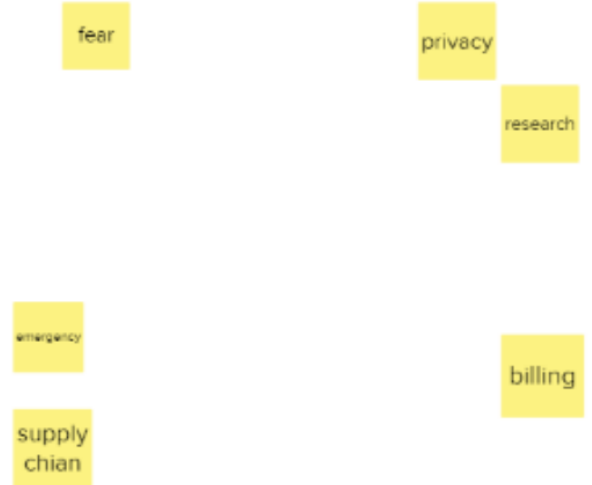 fear
privacy
research
emergency
billing
supply
chian